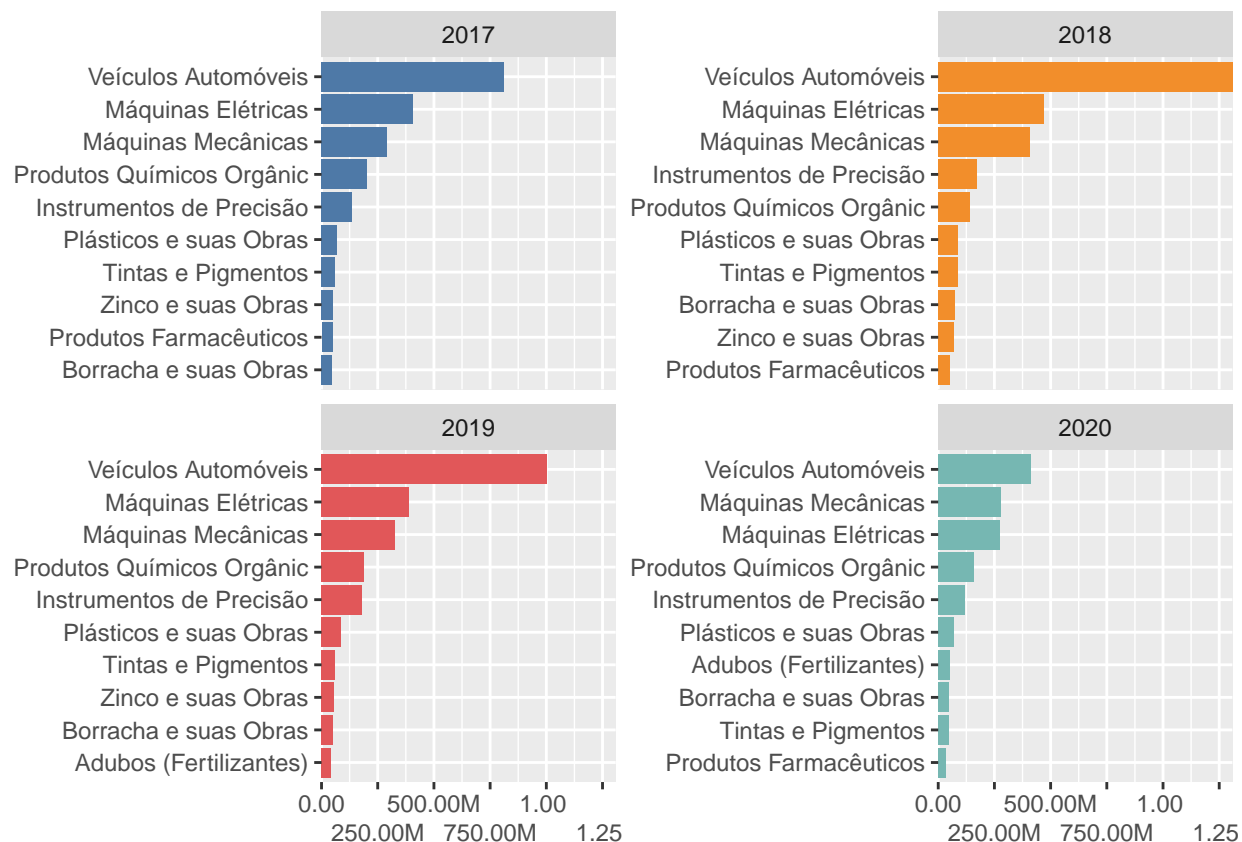 2017
Veículos Automóveis
Máquinas Elétricas
Máquinas Mecânicas
Produtos Químicos Orgânic
Instrumentos de Precisão
Plásticos e suas Obras
Tintas e Pigmentos
Zinco e suas Obras
Produtos Farmacêuticos
Borracha e suas Obras
2018
Veículos Automóveis
Máquinas Elétricas
Máquinas Mecânicas
Instrumentos de Precisão
Produtos Químicos Orgânic
Plásticos e suas Obras
Tintas e Pigmentos
Borracha e suas Obras
Zinco e suas Obras
Produtos Farmacêuticos
2019
Veículos Automóveis
Máquinas Elétricas
Máquinas Mecânicas
Produtos Químicos Orgânic
Instrumentos de Precisão
Plásticos e suas Obras
Tintas e Pigmentos
Zinco e suas Obras
Borracha e suas Obras
Adubos (Fertilizantes)
0.00 500.00M 1.00
250.00M 750.00M 1.25
2020
Veículos Automóveis
Máquinas Mecânicas
Máquinas Elétricas
Produtos Químicos Orgânic
Instrumentos de Precisão
Plásticos e suas Obras
Adubos (Fertilizantes)
Borracha e suas Obras
Tintas e Pigmentos
Produtos Farmacêuticos
0.00 500.00M 1.00
250.00M 750.00M 1.25